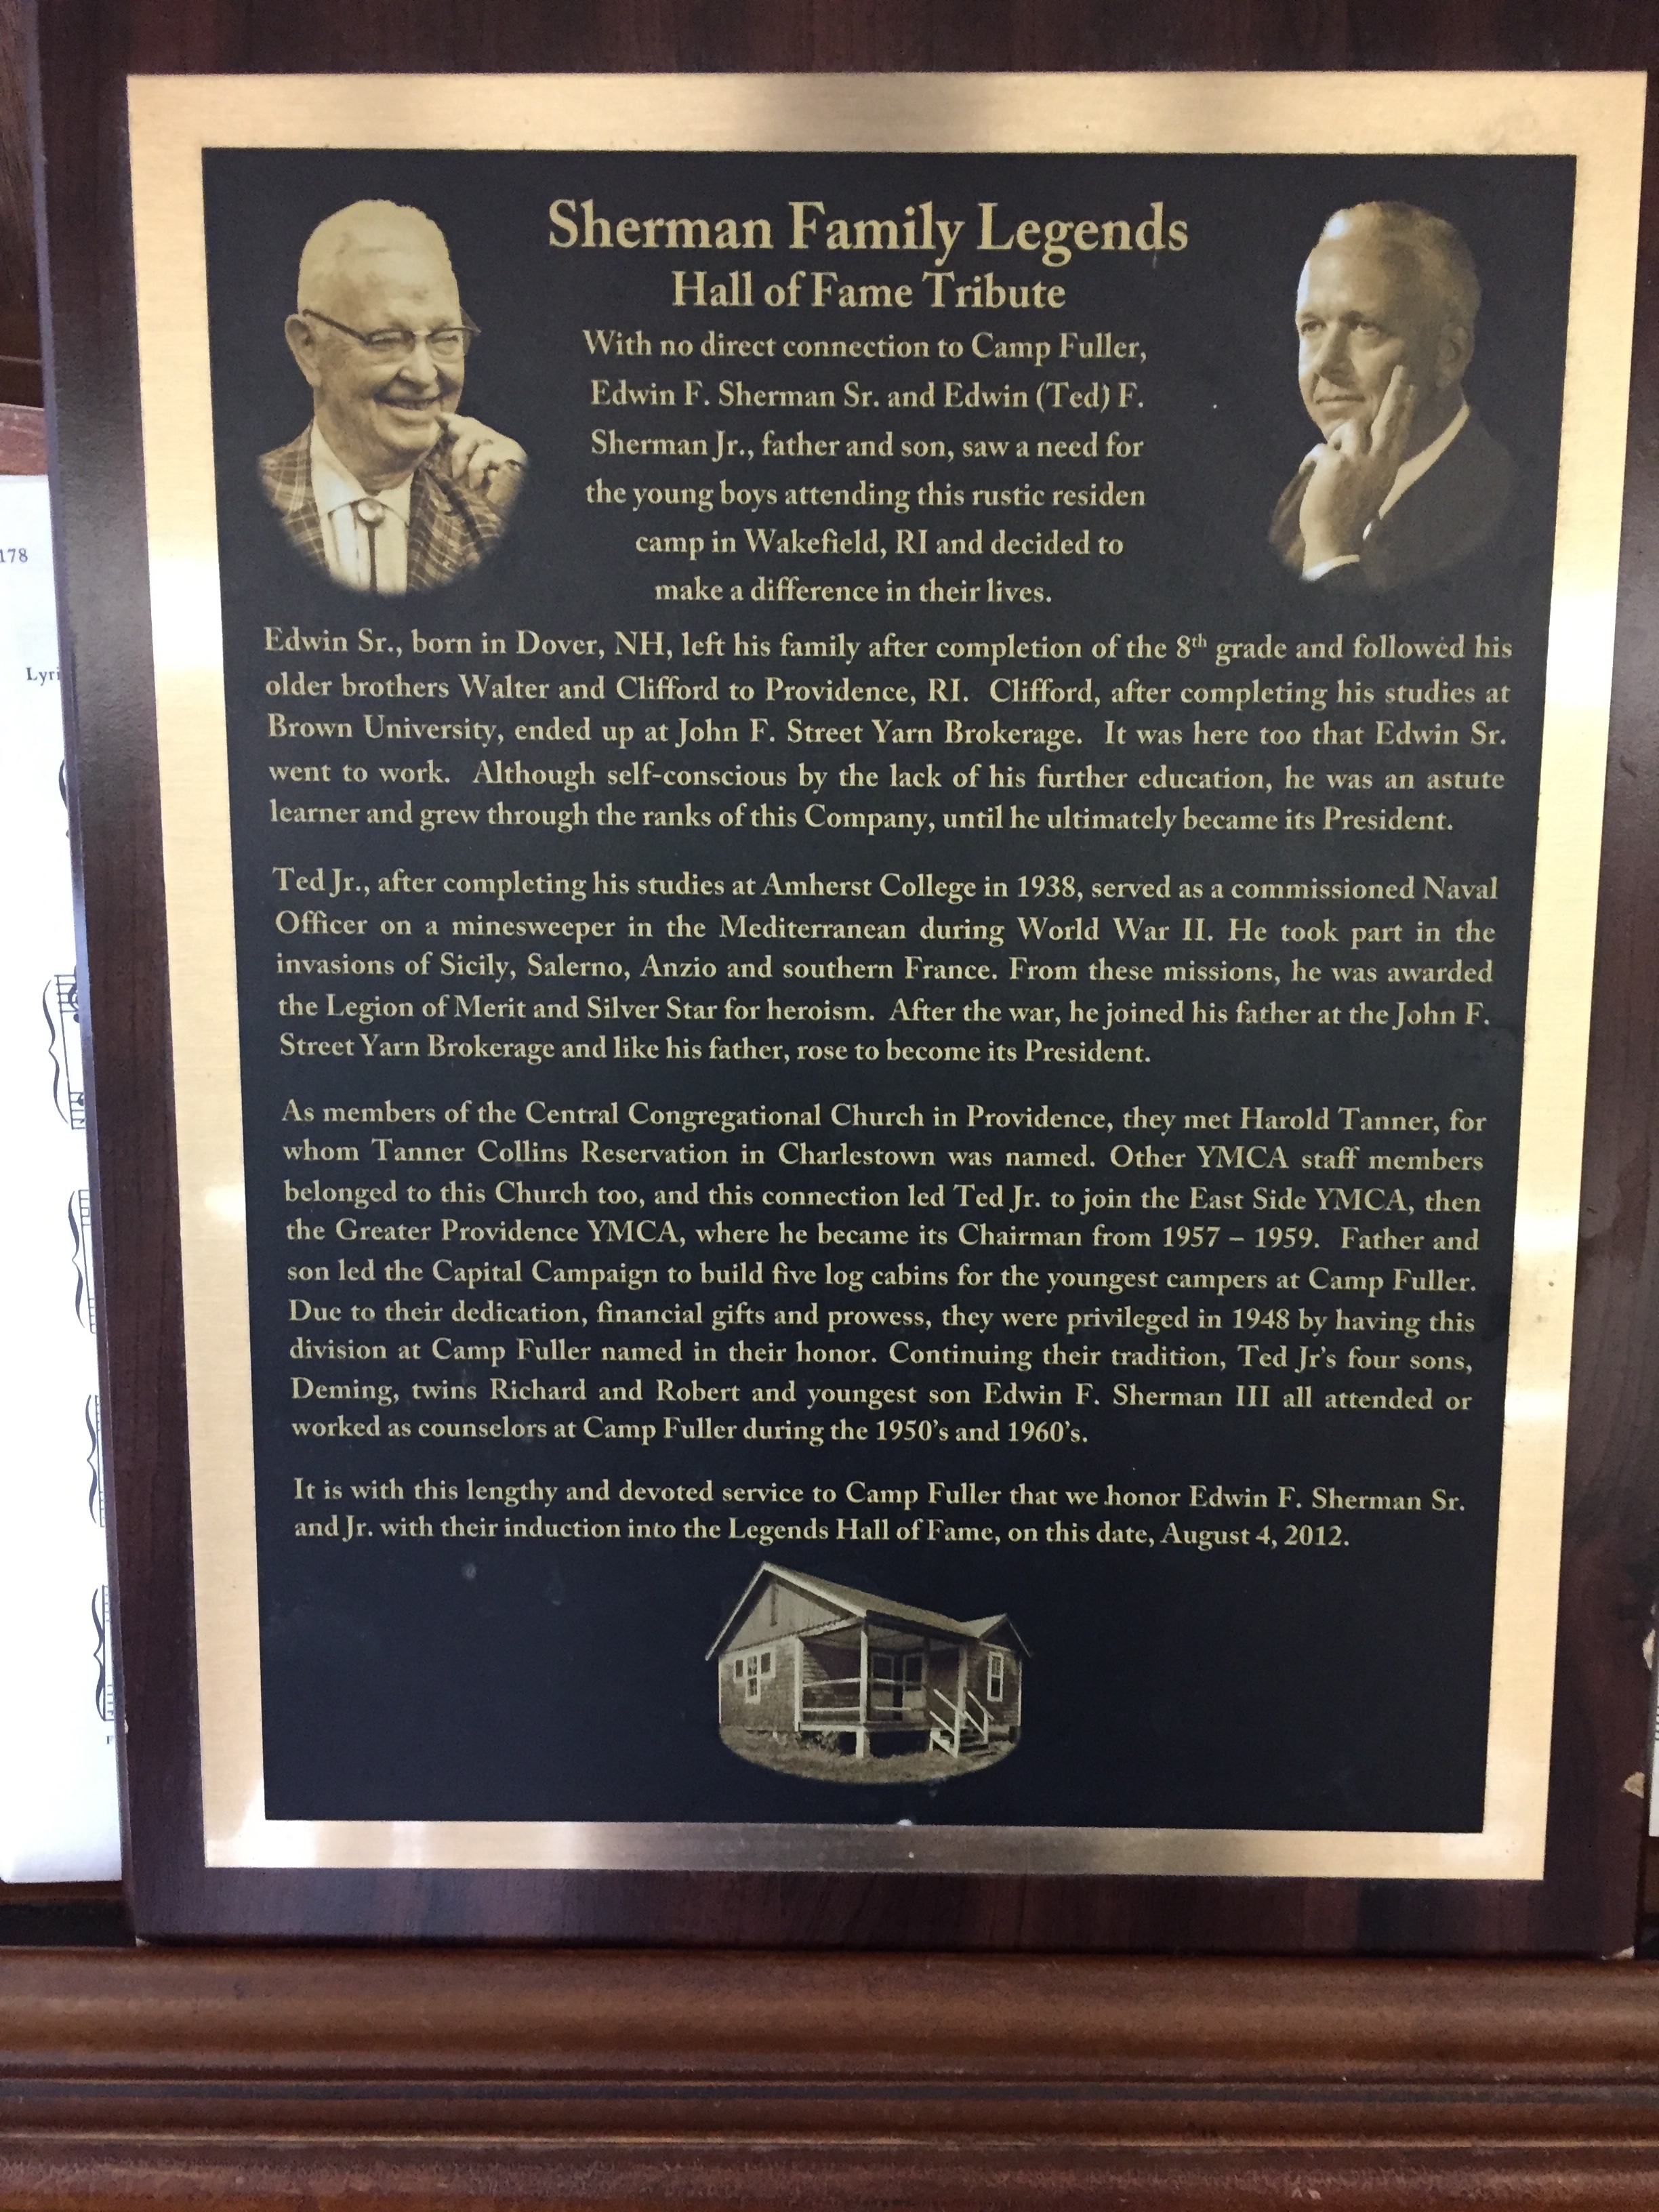 Sherman Family Legends
Hall of Fame Tribute
With no direct connection to Camp Fuller,
Edwin F. Sherman Sr. and Edwin (Ted) F.
Sherman Jr., father and son, saw a need for
the young boys attending this rustic residen
camp in Wakefield, RI and decided to
make a difference in their lives.
Edwin Sr., born in Dover, NH, left his family after completion of the 8th grade and followed his
older brothers Walter and Clifford to Providence, RI. Clifford, after completing his studies at
Brown University, ended up at John F. Street Yarn Brokerage. It was here too that Edwin Sr.
went to work. Although self-conscious by the lack of his further education, he was an astute
learner and grew through the ranks of this Company, until he ultimately became its President.
Ted Jr., after completing his studies at Amherst College in 1938, served as a commissioned Naval
Officer on a minesweeper in the Mediterranean during World War II. He took part in the
invasions of Sicily, Salerno, Anzio and southern France. From these missions, he was awarded
the Legion of Merit and Silver Star for heroism. After the war, he joined his father at the John F.
Street Yarn Brokerage and like his father, rose to become its President.
As members of the Central Congregational Church in Providence, they met Harold Tanner, for
whom Tanner Collins Reservation in Charlestown was named. Other YMCA staff members
belonged to this Church too, and this connection led Ted Jr. to join the East Side YMCA, then
the Greater Providence YMCA, where he became its Chairman from 1957 – 1959. Father and
son led the Capital Campaign to build five log cabins for the youngest campers at Camp Fuller.
Due to their dedication, financial gifts and prowess, they were privileged in 1948 by having this
division at Camp Fuller named in their honor. Continuing their tradition, Ted Jr's four sons,
Deming, twins Richard and Robert and youngest son Edwin F. Sherman III all attended or
worked as counselors at Camp Fuller during the 1950's and 1960's.
It is with this lengthy and devoted service to Camp Fuller that we honor Edwin F. Sherman Sr.
and Jr. with their induction into the Legends Hall of Fame, on this date, August 4, 2012.
178
Lyri
F